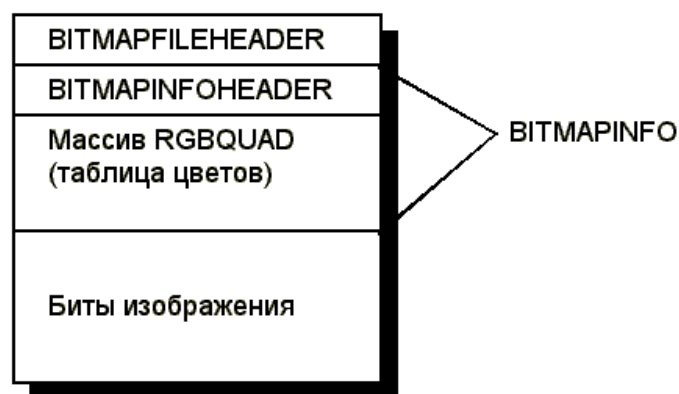 BITMAPFILEHEADER
BITMAPINFOHEADER
Массив RGBQUAD
(таблица цветов)
BITMAPINFO
Биты изображения